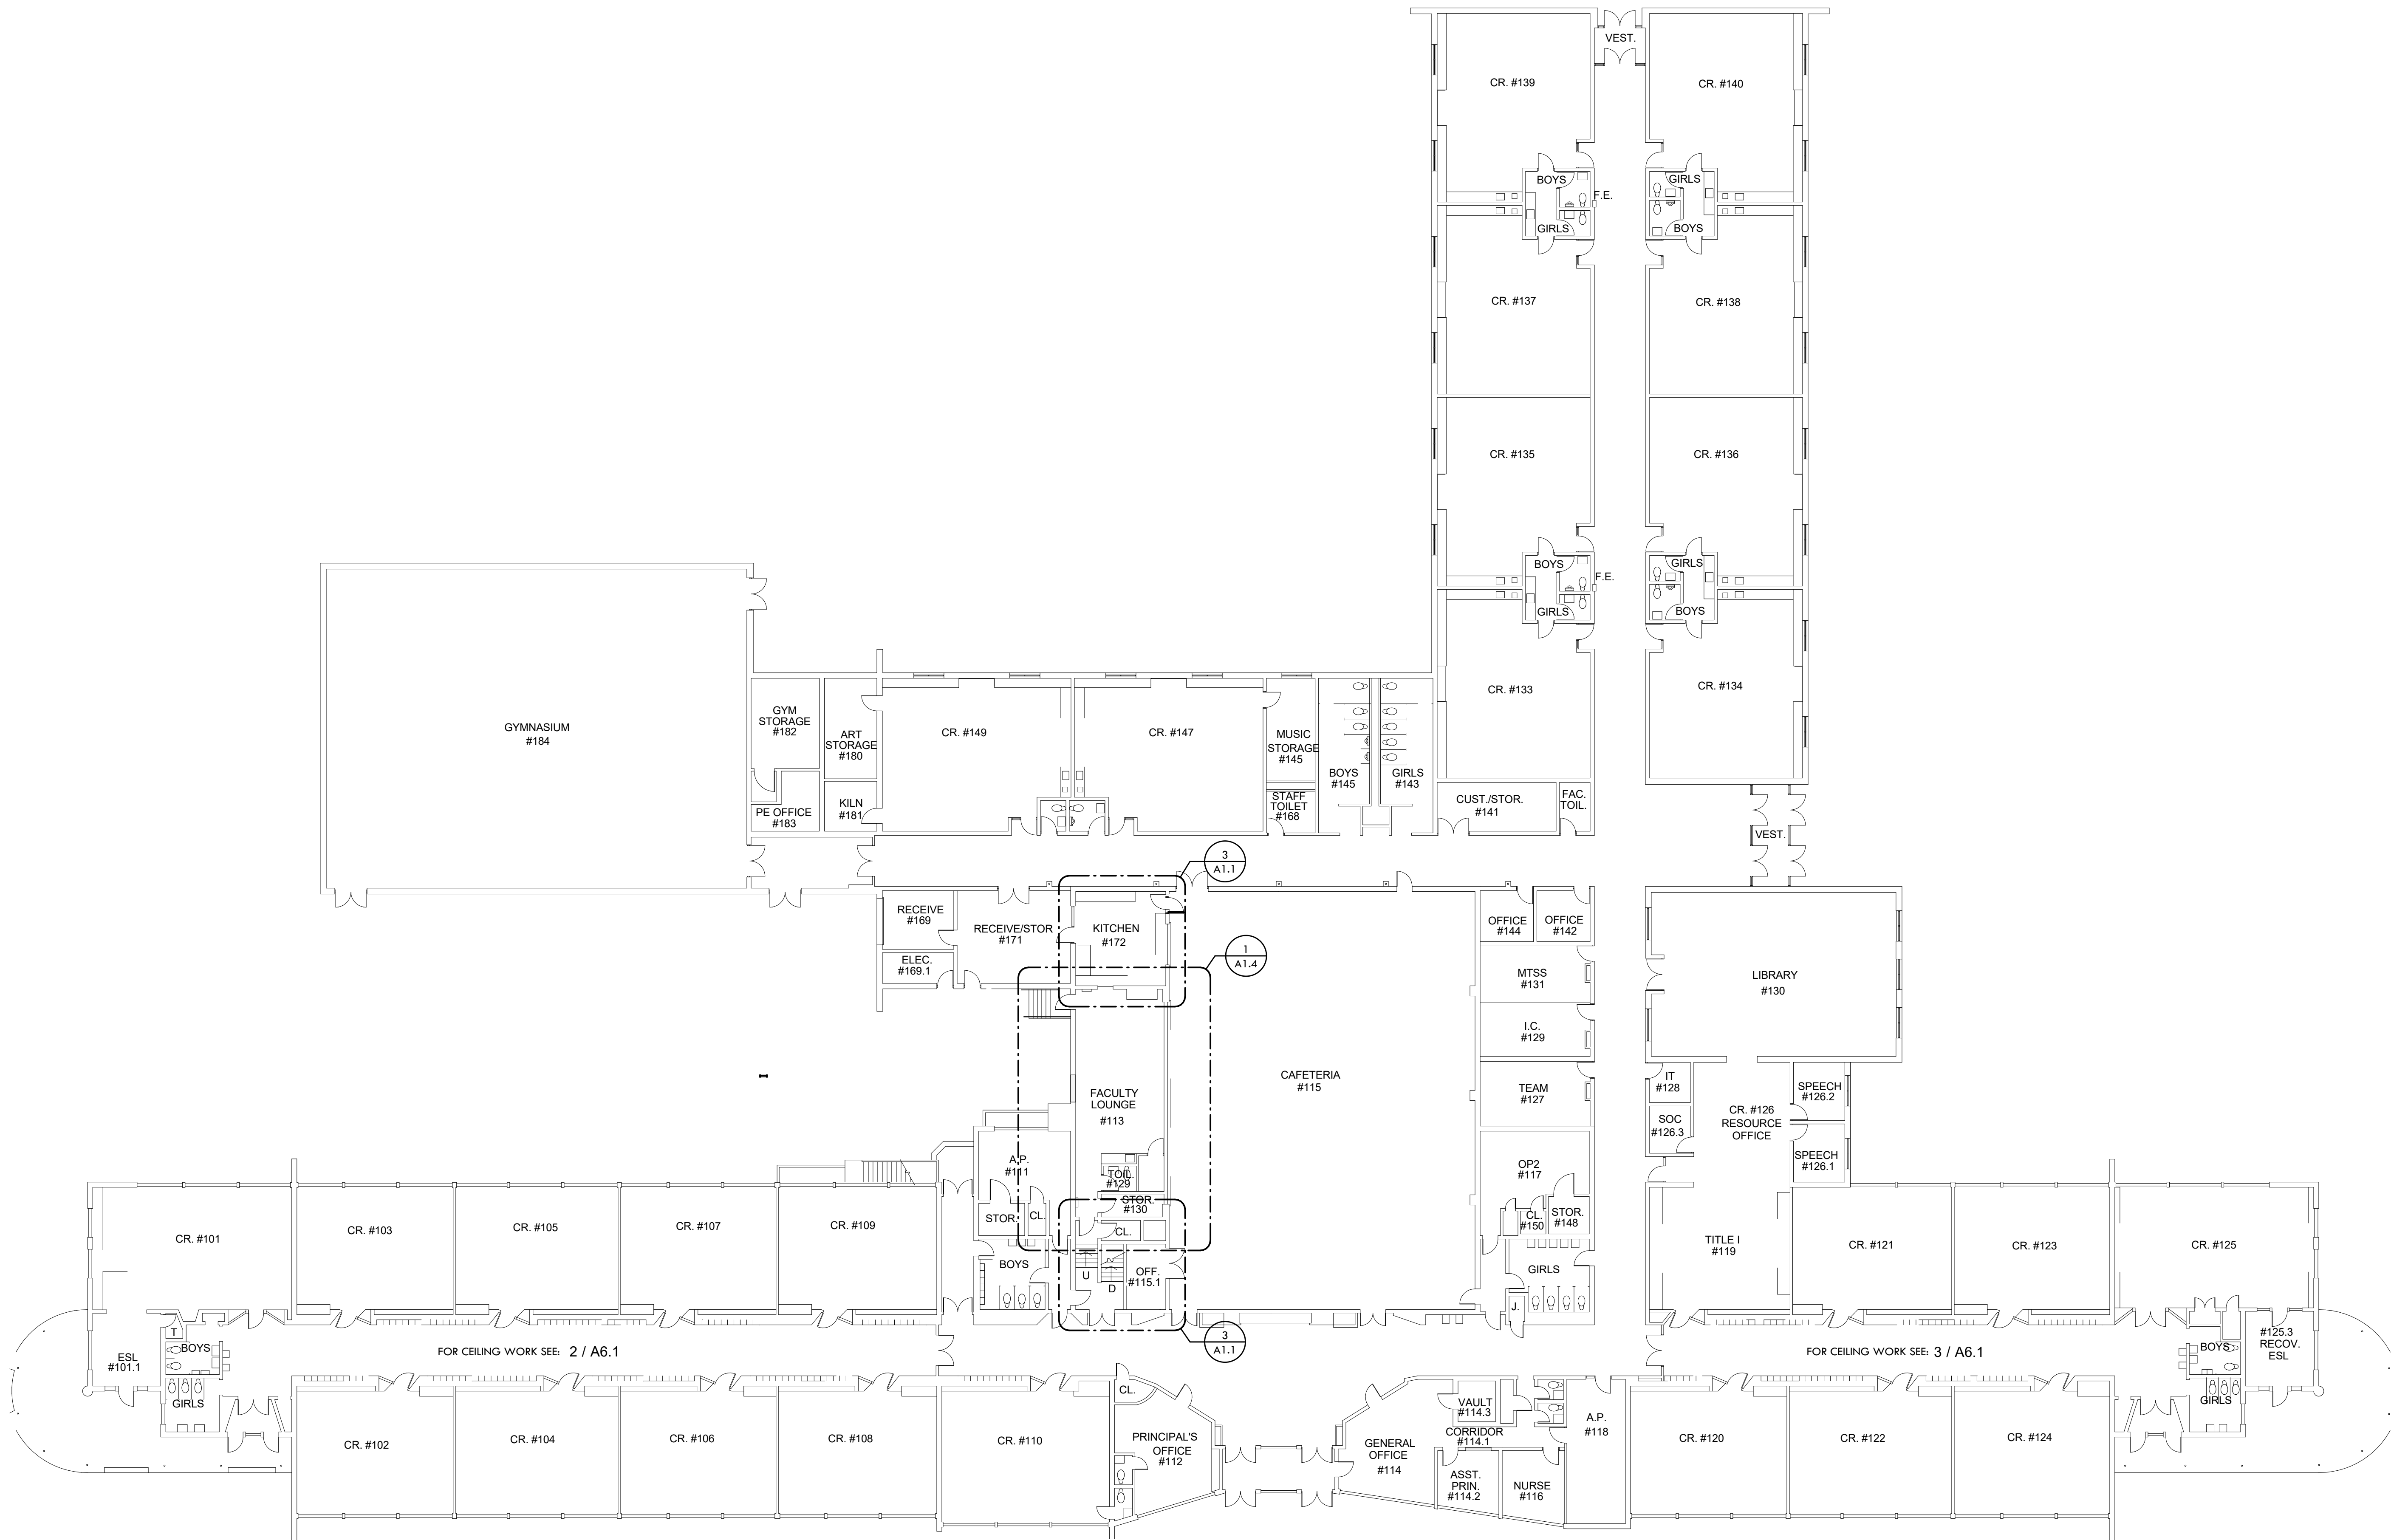 VEST.
CR. #139
CR. #140
BOYS
GIRLS
F.E.
GIRLS
BOYS
CR. #137
CR. #138
CR. #135
CR. #136
BOYS
GIRLS
F.E.
GIRLS
BOYS
CR. #133
CR. #134
GYMNASIUM
#184
GYM
STORAGE
#182
ART
STORAGE
#180
CR. #149
CR. #147
MUSIC
STORAGE
#145
BOYS
#145
GIRLS
#143
PE OFFICE
#183
KILN
#181
STAFF
TOILET
#168
CUST./STOR.
#141
FAC.
TOIL.
VEST.
3
A1.1
RECEIVE
#169
RECEIVE/STOR
#171
KITCHEN
#172
ELEC.
#169.1
1
A1.4
OFFICE
#144
OFFICE
#142
MTSS
#131
I.C.
#129
TEAM
#127
LIBRARY
#130
CAFETERIA
#115
FACULTY
LOUNGE
#113
IT
#128
SOC
#126.3
CR. #126
RESOURCE
OFFICE
SPEECH
#126.2
SPEECH
#126.1
A.P.
#111
TOIL.
#129
STOR.
#130
OP2
#117
STOR.
CL.
CL.
CL.
#150
STOR.
#148
CR. #101
CR. #103
CR. #105
CR. #107
CR. #109
BOYS
U
D
OFF.
#115.1
GIRLS
J.
TITLE I
#119
CR. #121
CR. #123
CR. #125
T
BOYS
ESL
#101.1
GIRLS
FOR CEILING WORK SEE: 2 / A6.1
3
A1.1
FOR CEILING WORK SEE: 3 / A6.1
BOYS
#125.3
RECOV.
ESL
GIRLS
CR. #102
CR. #104
CR. #106
CR. #108
CR. #110
CL.
PRINCIPAL'S
OFFICE
#112
GENERAL
OFFICE
#114
VAULT
#114.3
CORRIDOR
#114.1
ASST.
PRIN.
#114.2
NURSE
#116
A.P.
#118
CR. #120
CR. #122
CR. #124